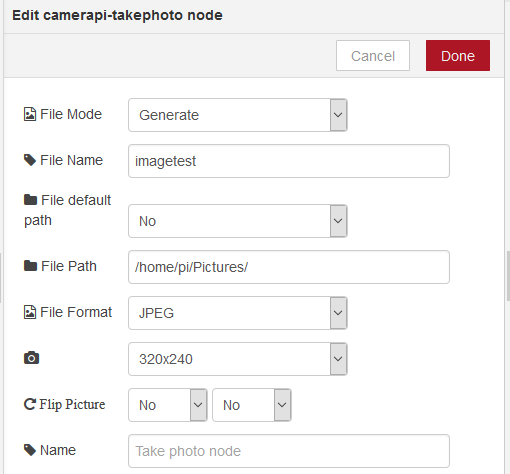 Edit camerapi-takephoto node
Cancel Done
File Mode Generate
File Name imagetest
File default
path No
File Path /home/pi/Pictures/
File Format JPEG
320x240
Flip Picture No No
Name Take photo node